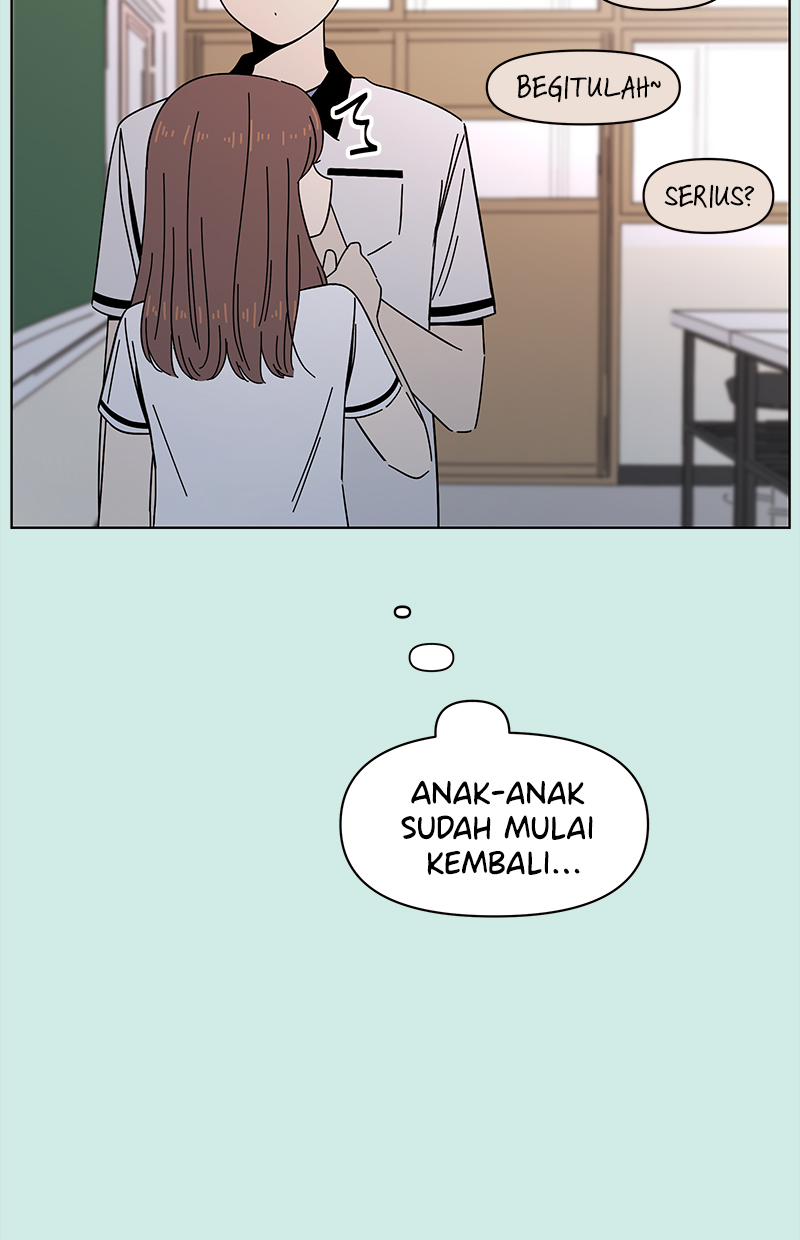 BEGITULAH~
SERIUS?
ANAK-ANAK
SUDAH MULAI
KEMBALI...